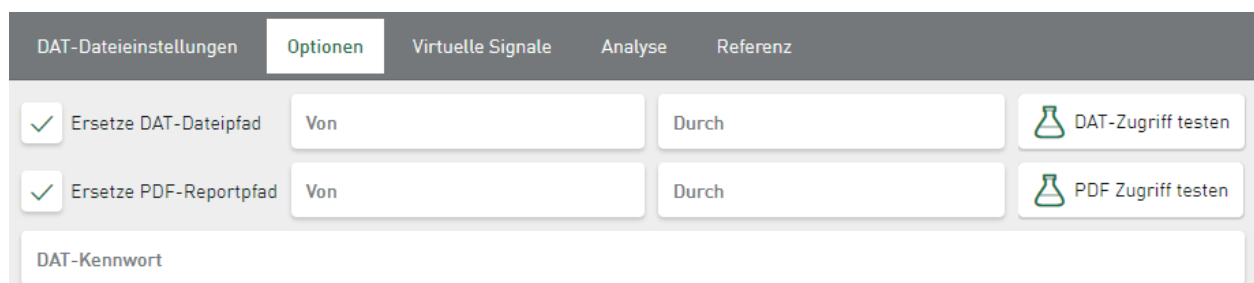 DAT-Dateieinstellungen Optionen Virtuelle Signale Analyse Referenz
Ersetze DAT-Dateipfad Von Durch DAT-Zugriff testen
Ersetze PDF-Reportpfad Von Durch PDF Zugriff testen
DAT-Kennwort